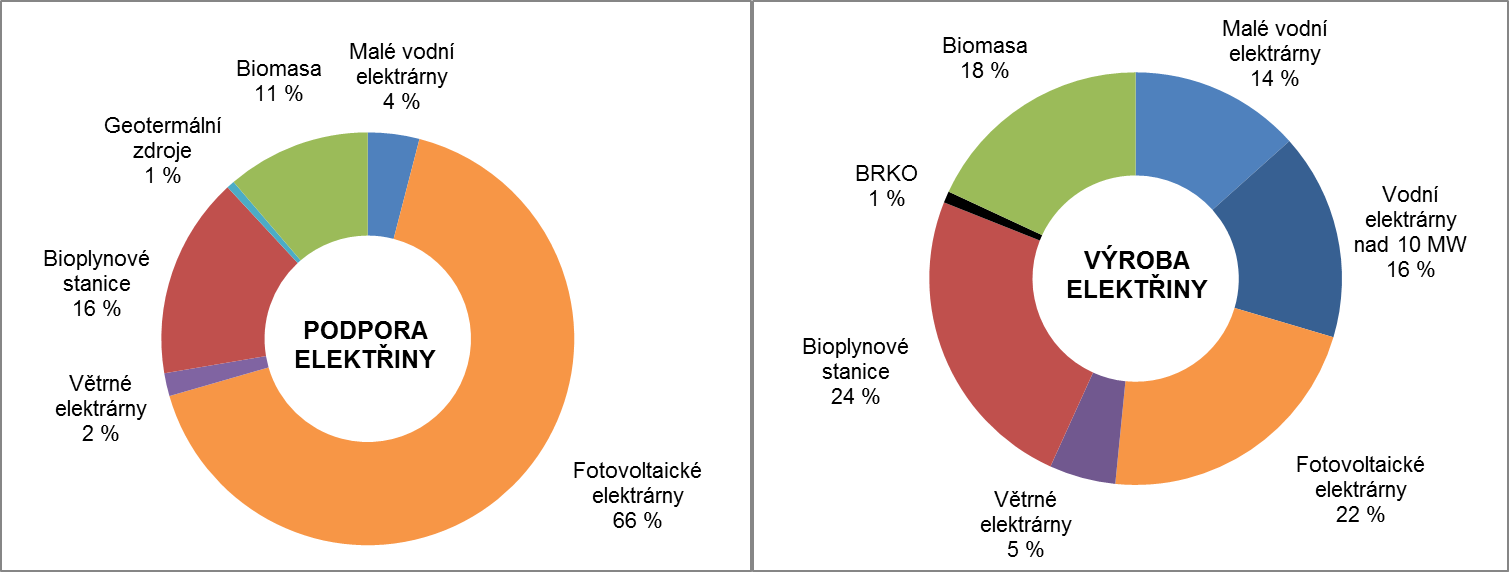 Malé vodní
elektrárny
4 %
Biomasa
11 %
Geotermální
zdroje
1 %
Bioplynové
stanice
16 %
PODPORA
ELEKTŘINY
Větrné
elektrárny
2 %
Fotovoltaické
elektrárny
66 %
Malé vodní
elektrárny
14 %
Biomasa
18 %
BRKO
1 %
Vodní
elektrárny
nad 10 MW
16 %
VÝROBA
ELEKTŘINY
Bioplynové
stanice
24 %
Větrné
elektrárny
5 %
Fotovoltaické
elektrárny
22 %